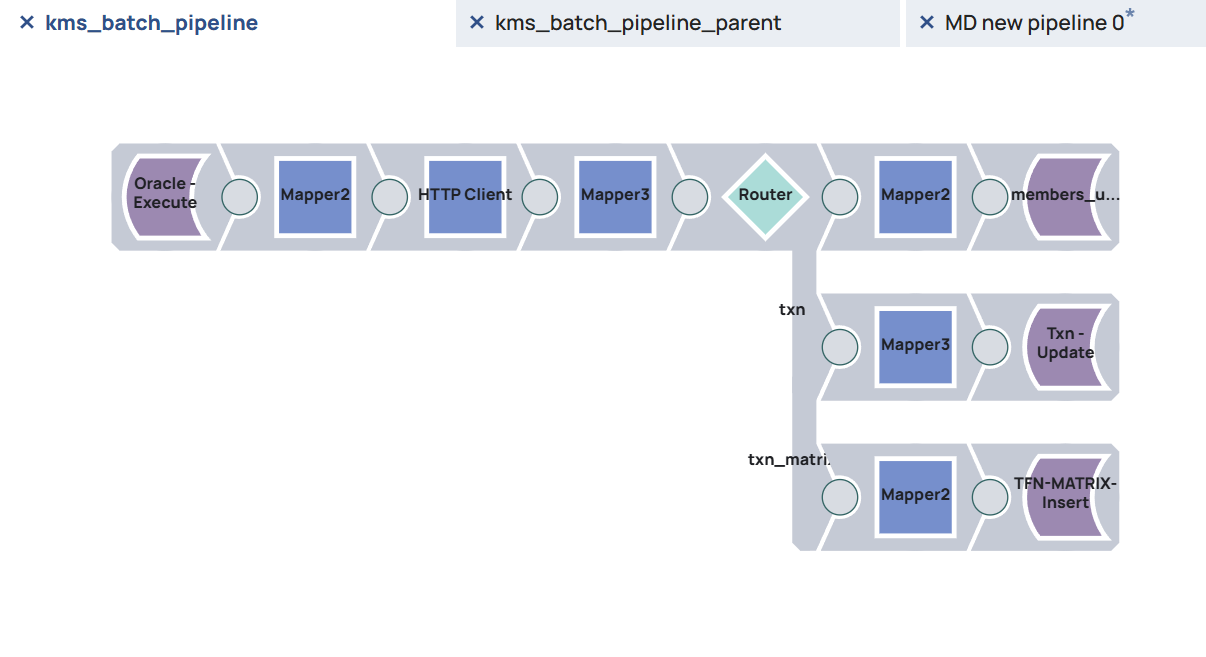 × kms_batch_pipeline
× kms_batch_pipeline_parent
× MD new pipeline 0*
Oracle -
Execute
Mapper2
HTTP Client
Mapper3
Router
Mapper2
members_u...
txn
Mapper3
Txn -
Update
txn_matri
Mapper2
TFN-MATRIX-
Insert